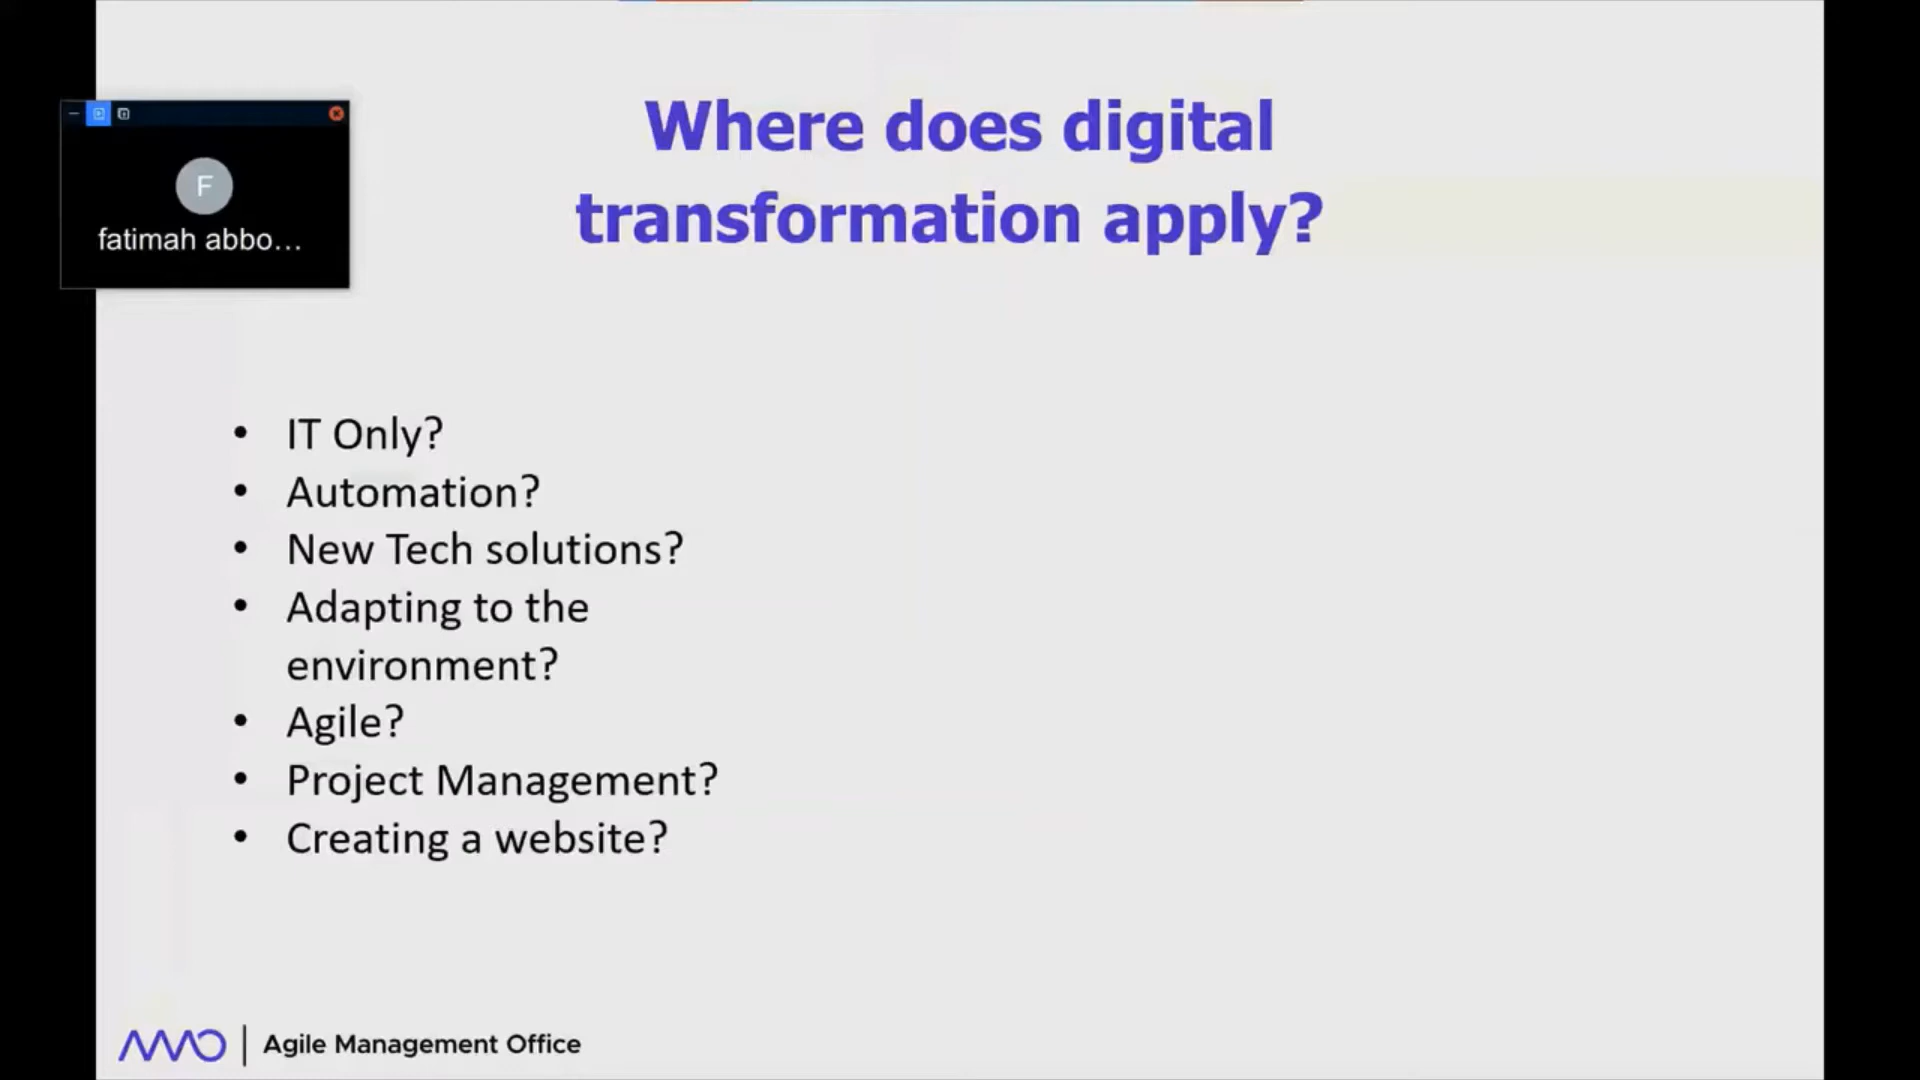 Where does digital
transformation apply?
F
fatimah abbo...
• IT Only?
• Automation?
• New Tech solutions?
• Adapting to the
environment?
• Agile?
• Project Management?
• Creating a website?
AMO | Agile Management Office